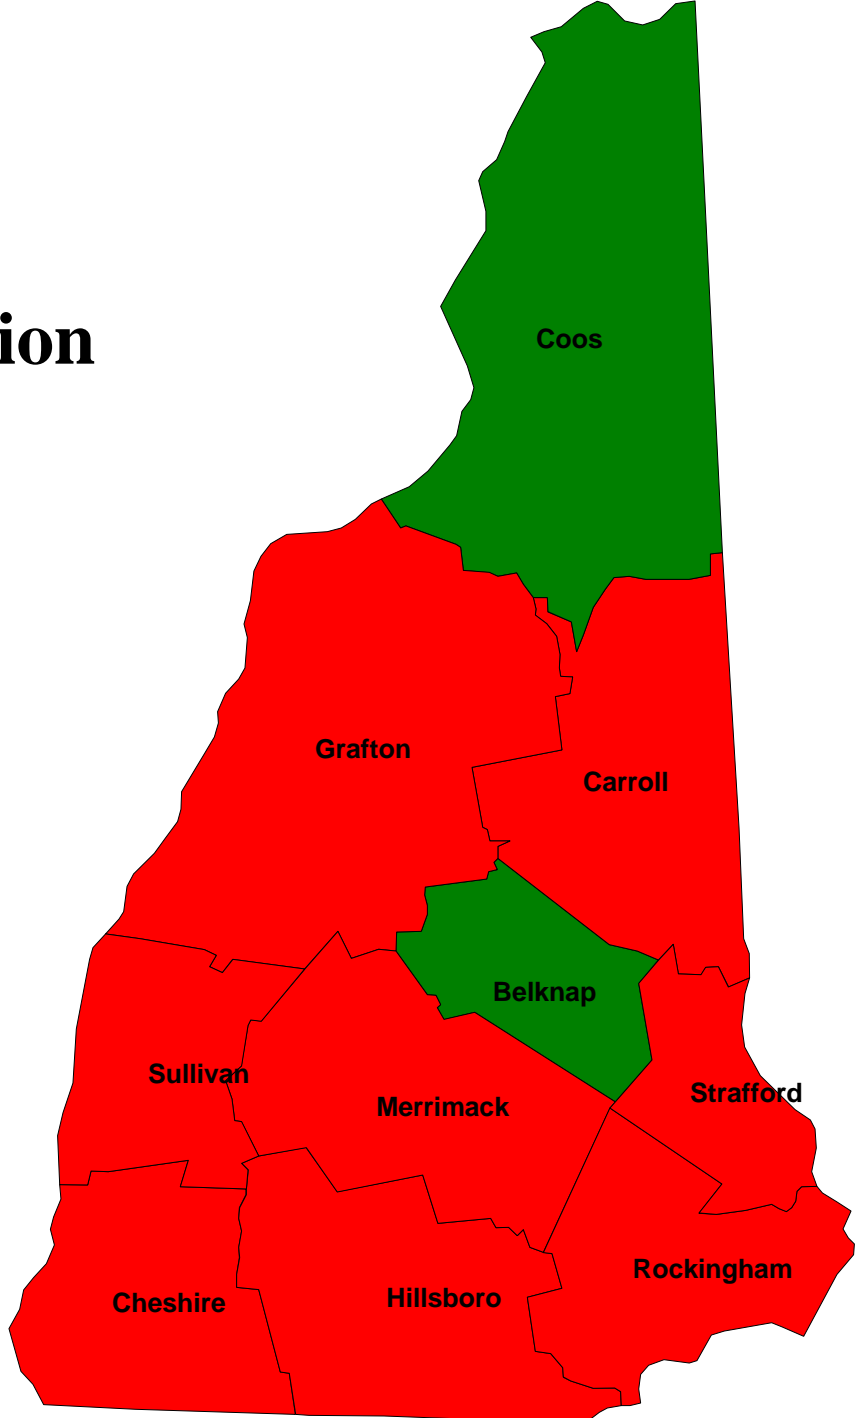 ion
Coos
Grafton
Carroll
Belknap
Sullivan
Strafford
Merrimack
Rockingham
Hillsboro
Cheshire